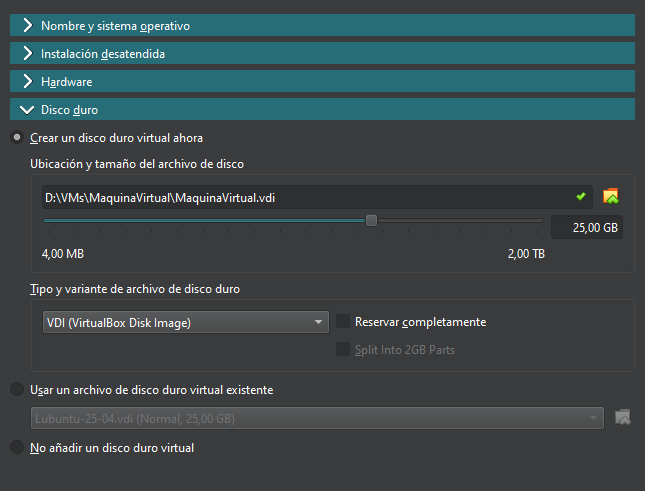 Nombre y sistema operativo
Instalación desatendida
Hardware
Disco duro
Crear un disco duro virtual ahora
Ubicación y tamaño del archivo de disco
D:\VMs\MaquinaVirtual\MaquinaVirtual.vdi
25,00 GB
4,00 MB 2,00 TB
Tipo y variante de archivo de disco duro
VDI (VirtualBox Disk Image) Reservar completamente
Split Into 2GB Parts
Usar un archivo de disco duro virtual existente
Lubuntu-25-04.vdi (Normal, 25,00 GB)
No añadir un disco duro virtual